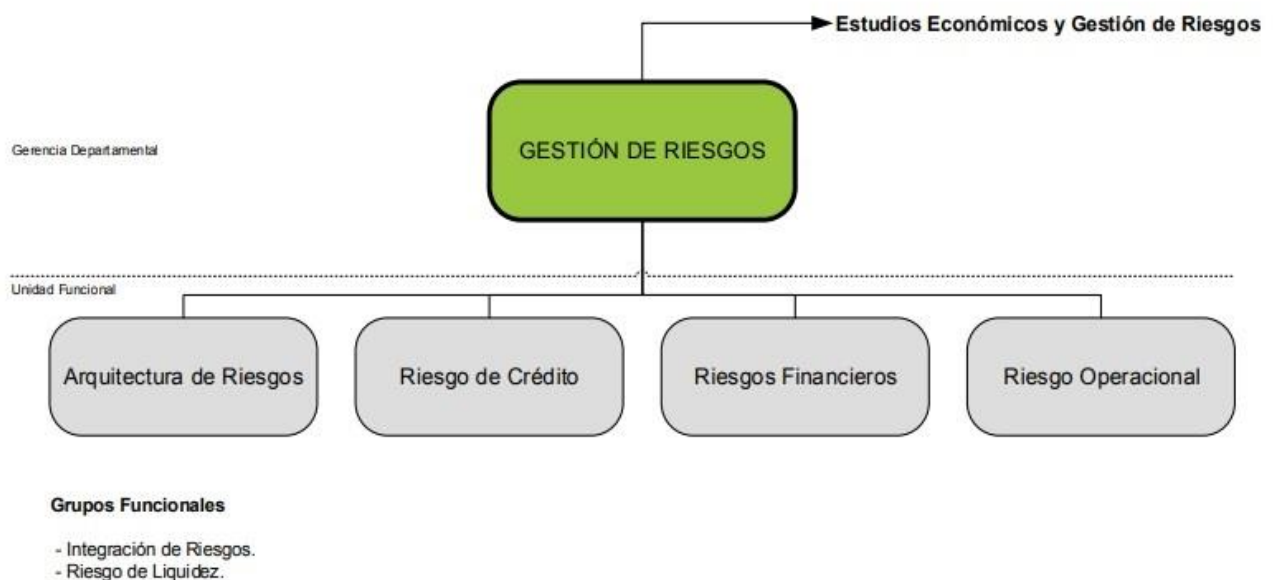 Estudios Económicos y Gestión de Riesgos
Gerencia Departamental
GESTIÓN DE RIESGOS
Unidad Funcional
Arquitectura de Riesgos
Riesgo de Crédito
Riesgos Financieros
Riesgo Operacional
Grupos Funcionales
- Integración de Riesgos.
- Riesgo de Liquidez.